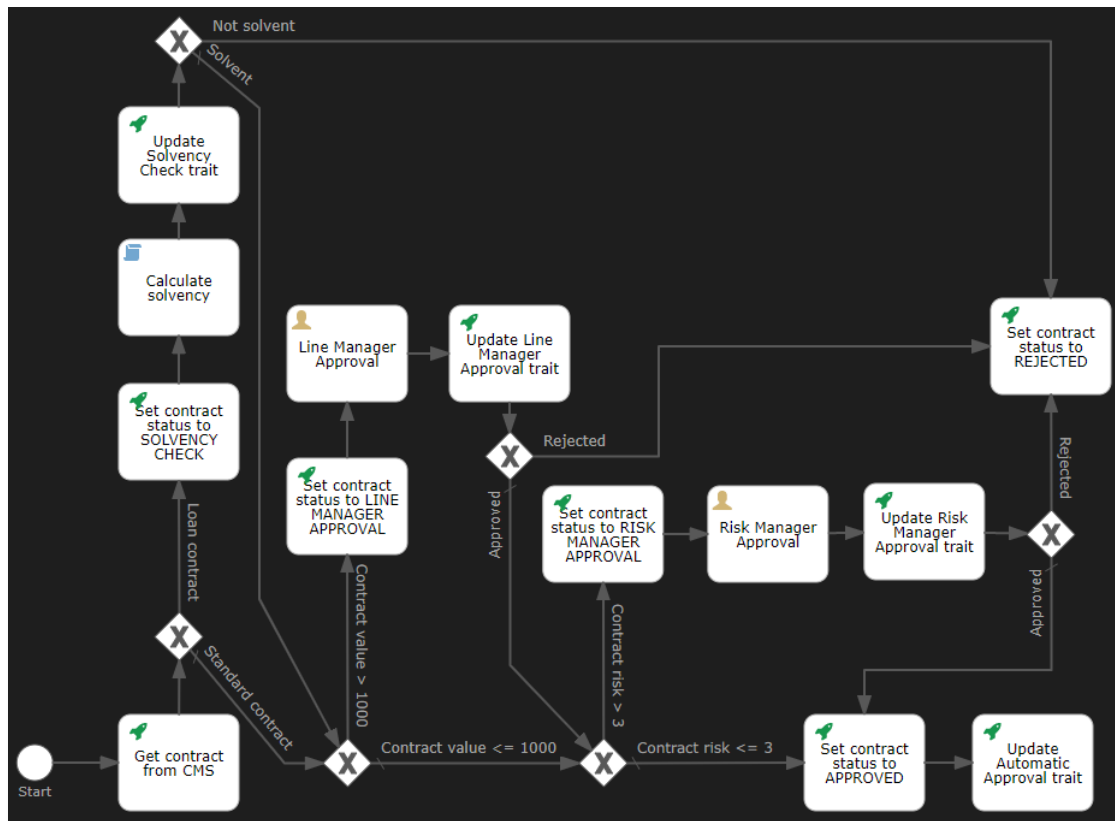 Not solvent
Solvent
Update
Solvency
Check trait
Calculate
solvency
Set contract
status to
SOLVENCY
CHECK
Loan contract
Standard contract
Start
Get contract
from CMS
Line Manager
Approval
Update Line
Manager
Approval trait
Set contract
status to LINE
MANAGER
APPROVAL
Contract value > 1000
Contract value <= 1000
Rejected
Approved
Set contract
status to RISK
MANAGER
APPROVAL
Risk Manager
Approval
Update Risk
Manager
Approval trait
Contract risk > 3
Contract risk <= 3
Set contract
status to
REJECTED
Rejected
Approved
Set contract
status to
APPROVED
Update
Automatic
Approval trait